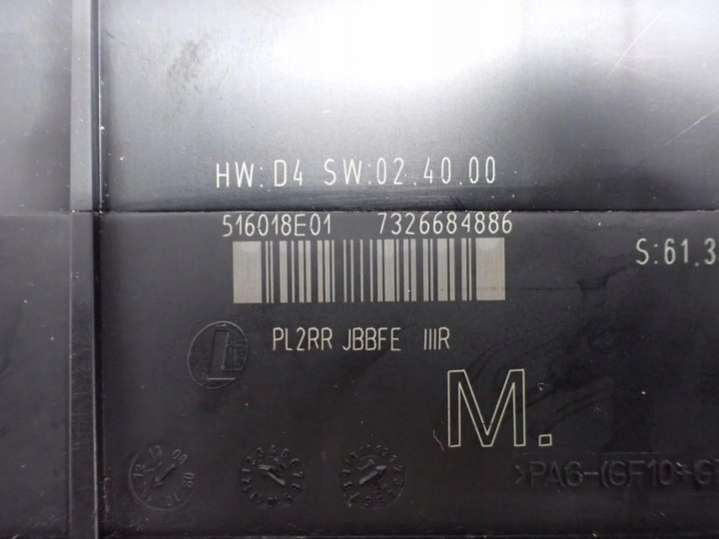 HW:D4 SW:02.40.00
516018E01 7326684886
S:61.3
PL2RR JBBFE IIIR
L
M.
>PA6-(GF10+G